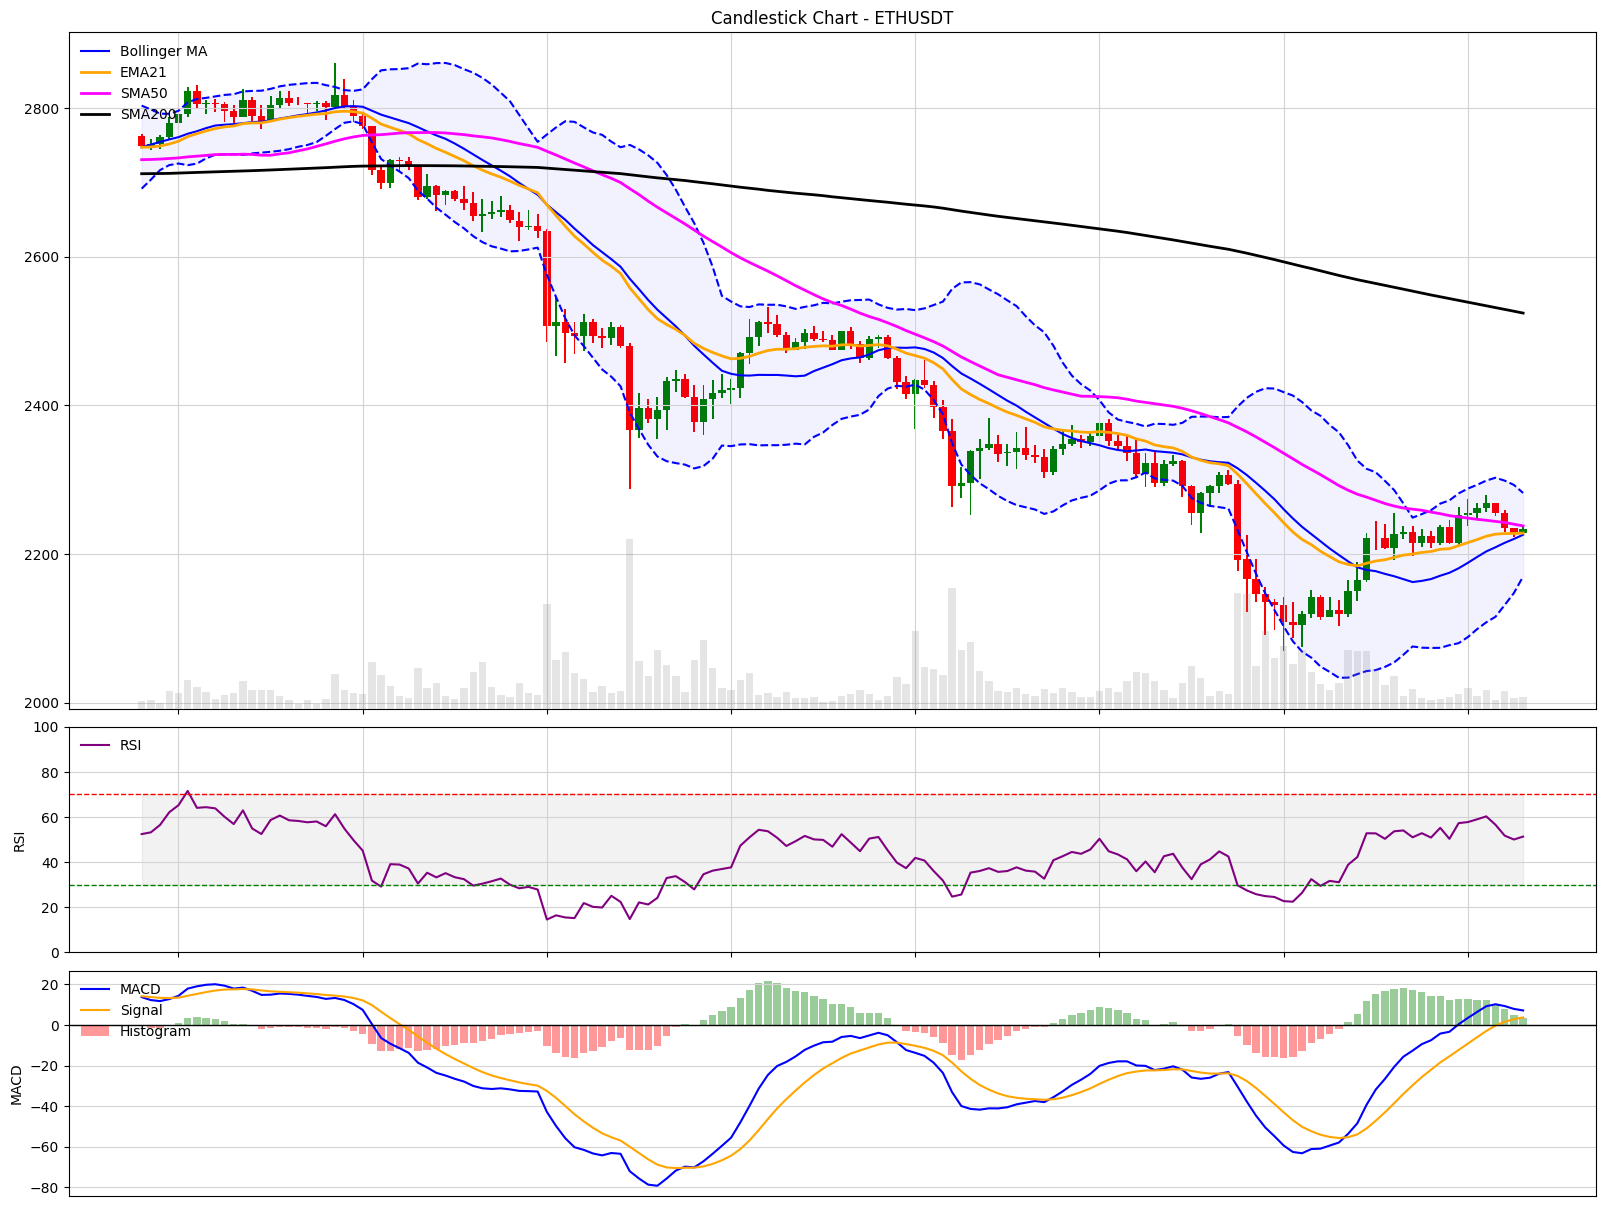 Candlestick Chart - ETHUSDT
Bollinger MA
EMA21
SMA50
SMA200
2800
2600
2400
2200
2000
100
80
60
40
20
0
RSI
RSI
20
0
−20
−40
−60
−80
MACD
MACD
Signal
Histogram